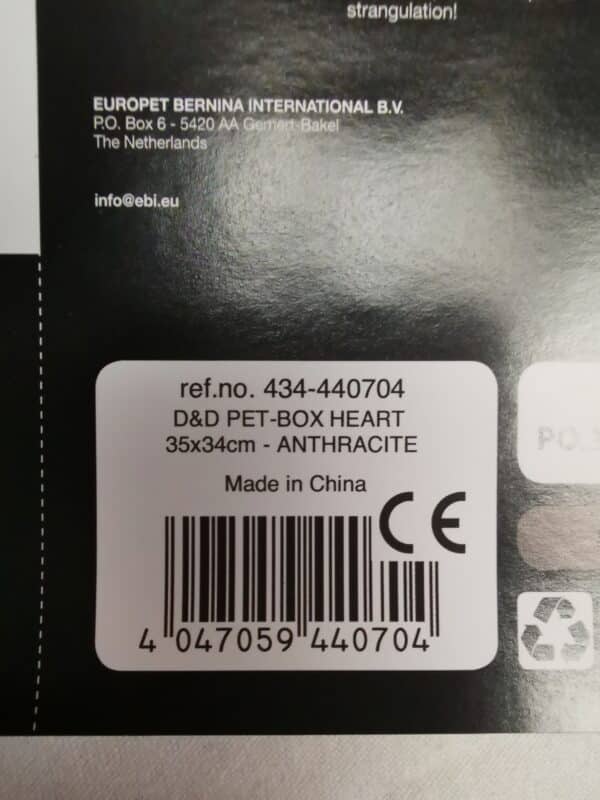 strangulation!
EUROPET BERNINA INTERNATIONAL B.V.
P.O. Box 6 - 5420 AA Gemert-Bakel
The Netherlands
info@ebi.eu
ref.no. 434-440704
D&D PET-BOX HEART
35x34cm - ANTHRACITE
Made in China
CE
4 047059 440704